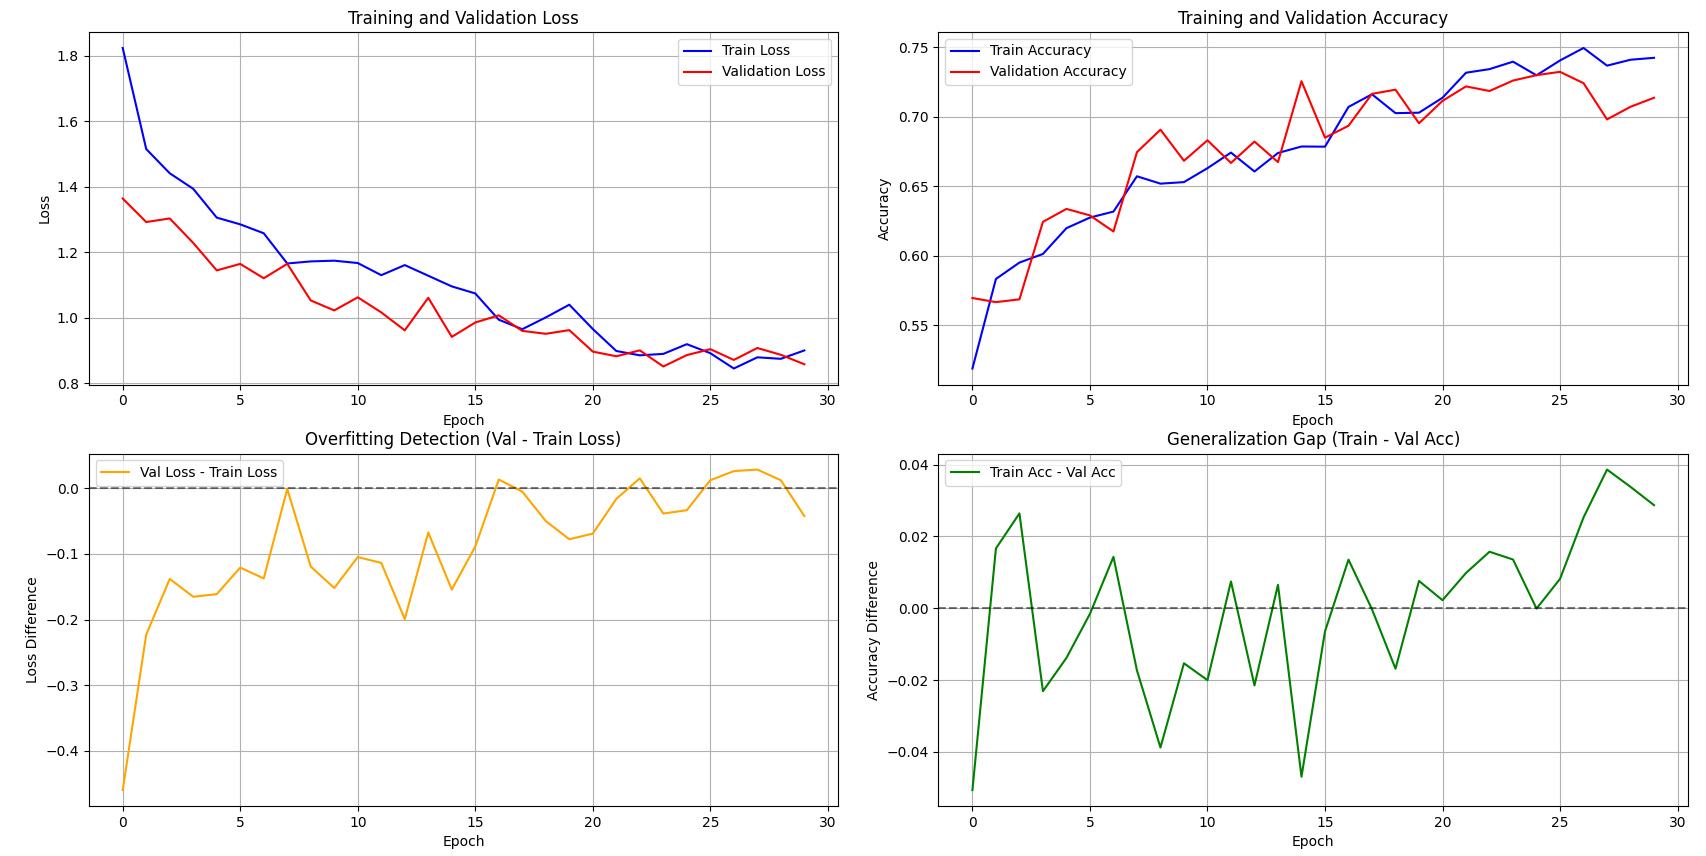 Training and Validation Loss
Train Loss
Validation Loss
1.8
1.6
1.4
1.2
1.0
0.8
Loss
0 5 10 15 20 25 30
Epoch
Training and Validation Accuracy
Train Accuracy
Validation Accuracy
0.75
0.70
0.65
0.60
0.55
Accuracy
0 5 10 15 20 25 30
Epoch
Overfitting Detection (Val - Train Loss)
Val Loss - Train Loss
0.0
−0.1
−0.2
−0.3
−0.4
Loss Difference
0 5 10 15 20 25 30
Epoch
Generalization Gap (Train - Val Acc)
Train Acc - Val Acc
0.04
0.02
0.00
−0.02
−0.04
Accuracy Difference
0 5 10 15 20 25 30
Epoch